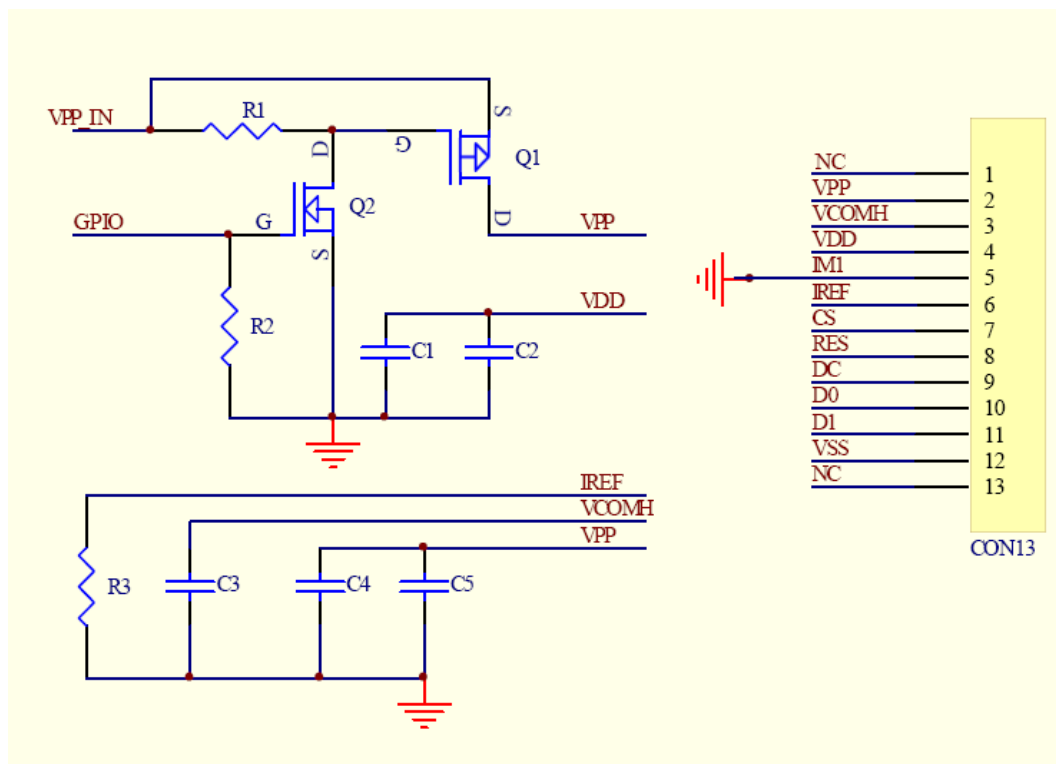 R1
VPP_IN
S
D
G
Q1
Q2
GPIO
G
D
VPP
S
VDD
R2
C1
C2
IREF
VCOMH
VPP
R3
C3
C4
C5
NC
1
VPP
2
VCOMH
3
VDD
4
IM1
5
IREF
6
CS
7
RES
8
DC
9
D0
10
D1
11
VSS
12
NC
13
CON13